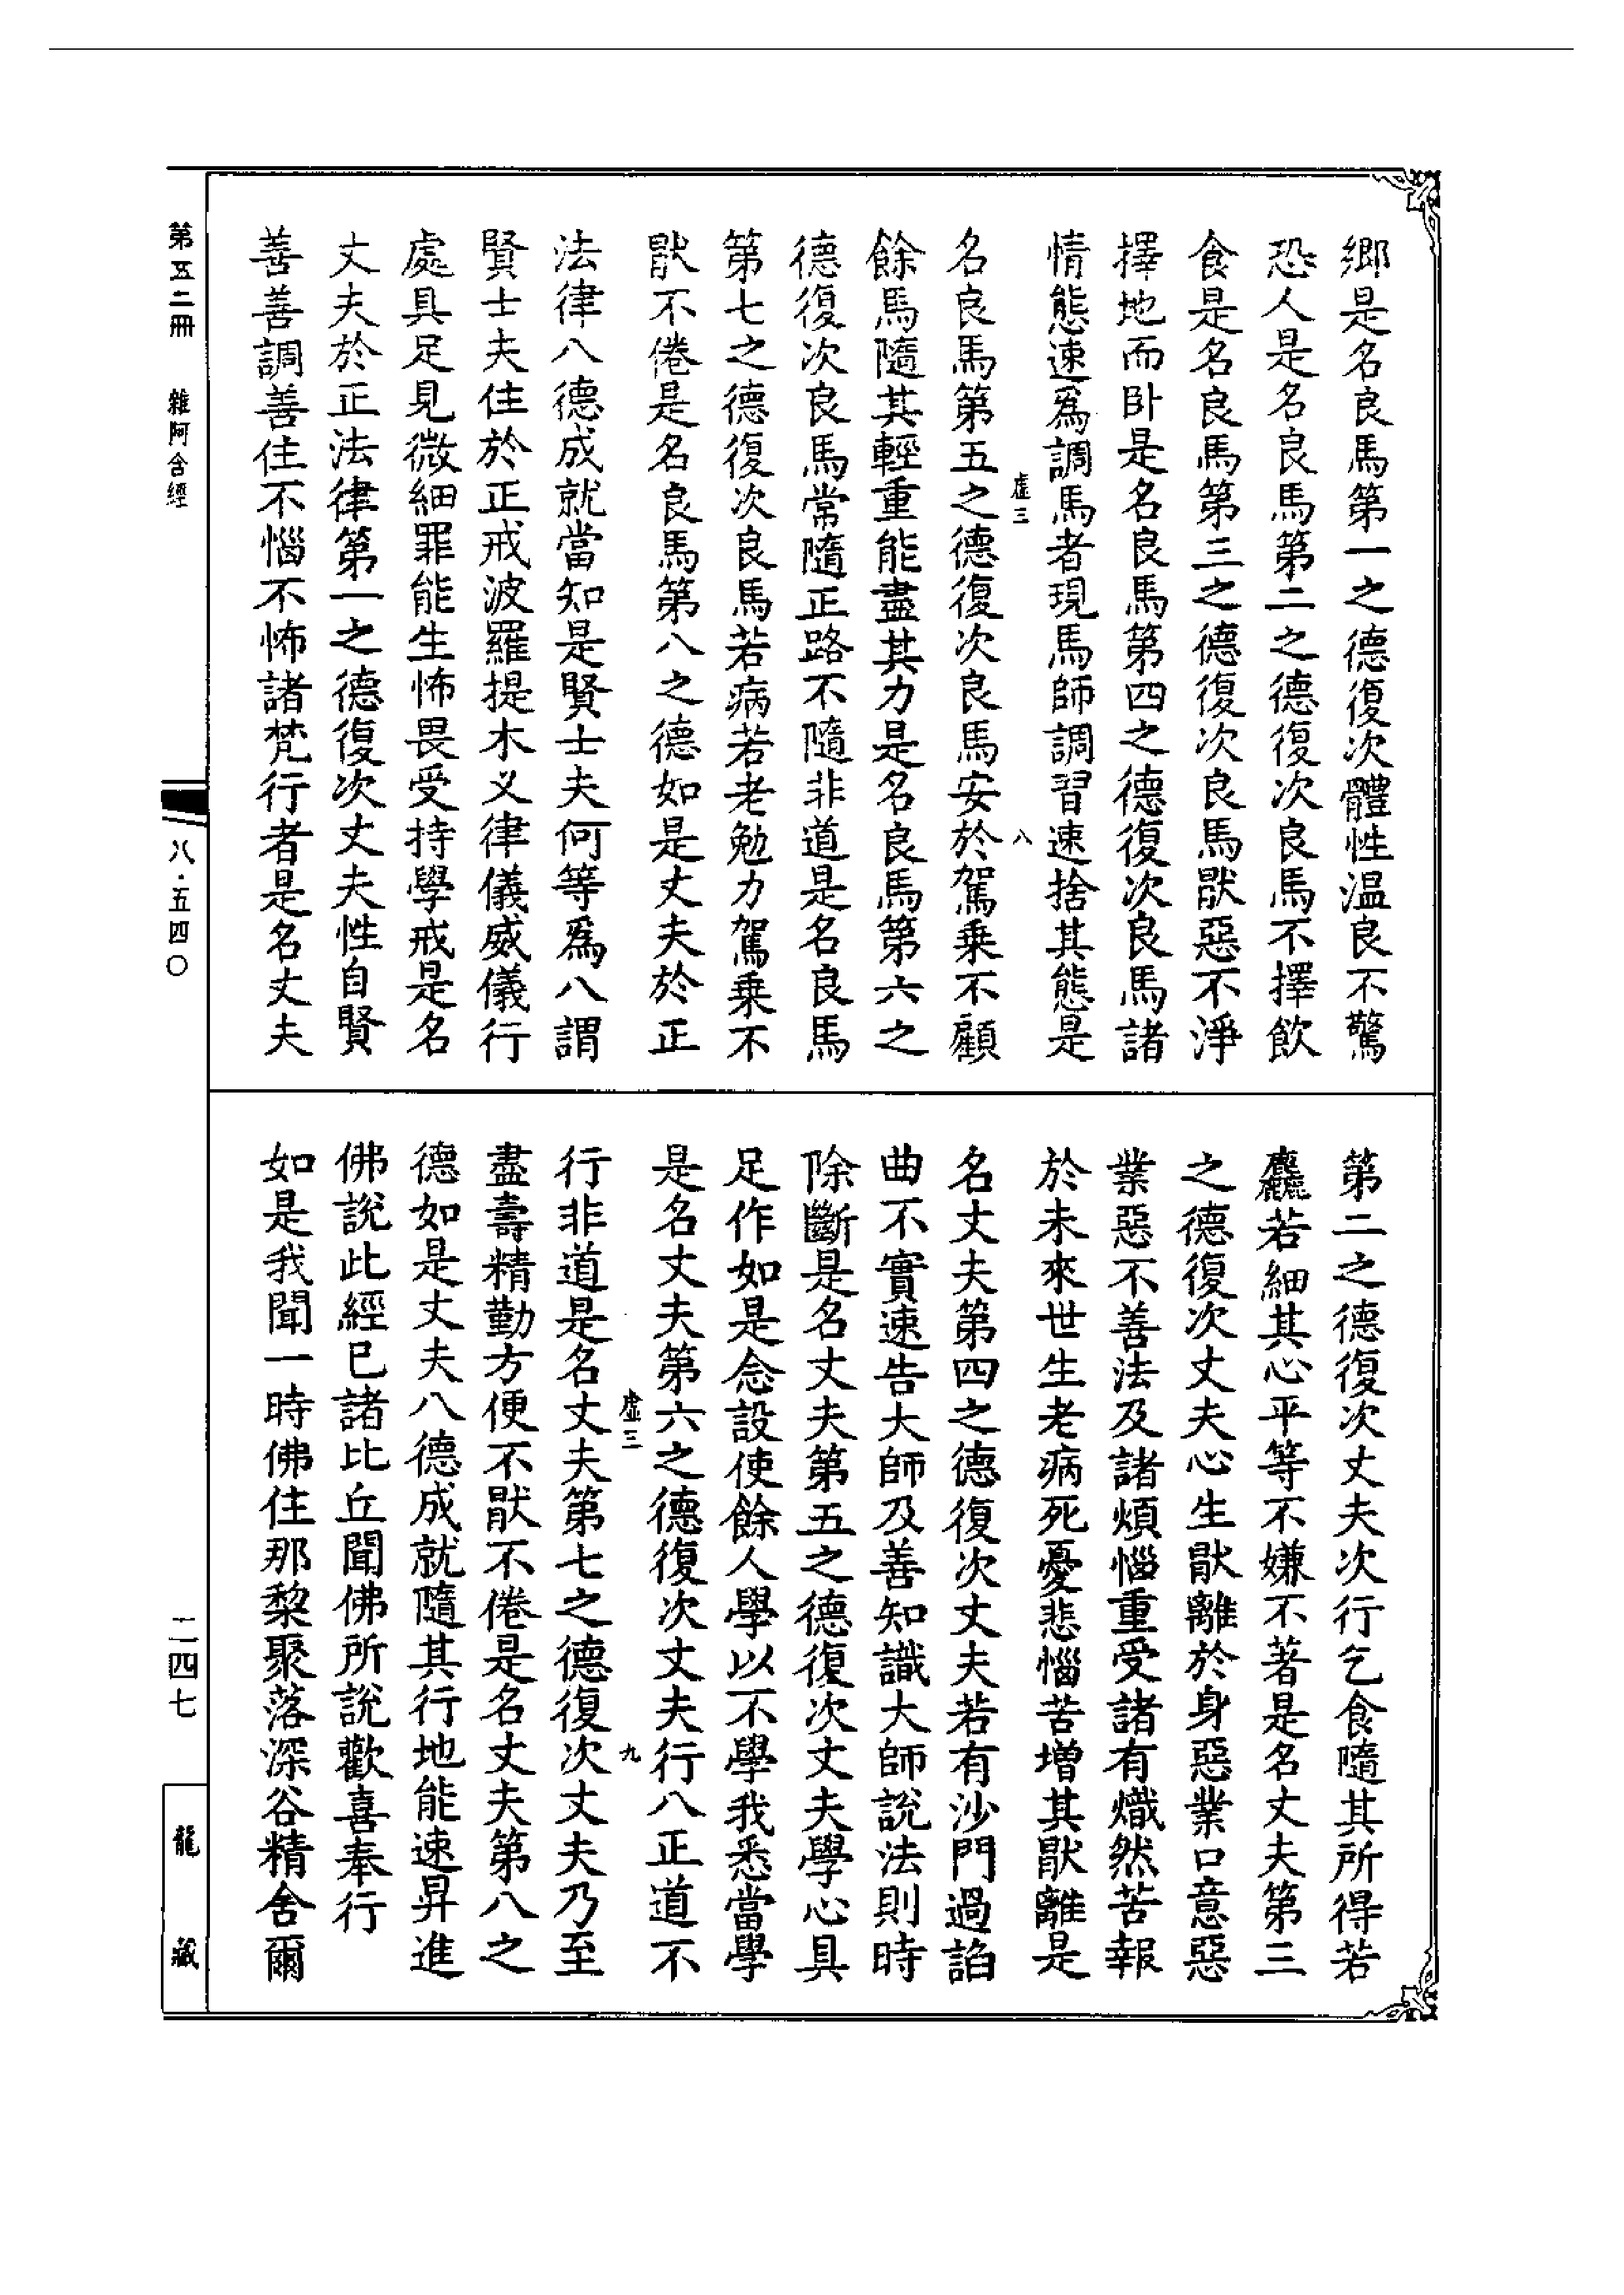 鄉是名良馬第一之德復次體性溫良不驚
恐人是名良馬第二之德復次良馬不擇飲
食是名良馬第三之德復次良馬猒惡不淨
擇地而卧是名良馬第四之德復次良馬諸
情態速爲調馬者現馬師調習速捨其態是
虛三 八
名良馬第五之德復次良馬安於駕乗不顧
餘馬隨其輕重能盡其力是名良馬第六之
德復次良馬常隨正路不隨非道是名良馬
第七之德復次良馬若病若老勉力駕乗不
猒不倦是名良馬第八之德如是丈夫於正
法律八德成就當知是賢士夫何等爲八謂
賢士夫住於正戒波羅提木义律儀威儀行
處具足見微細罪能生怖畏受持學戒是名
丈夫於正法律第一之德復次丈夫性自賢
善善調善住不惱不怖諸梵行者是名丈夫
第二之德復次丈夫次行乞食隨其所得若
麤若細其心平等不嫌不著是名丈夫第三
之德復次丈夫心生猒離於身惡業口意惡
業惡不善法及諸煩惱重受諸有熾然苦報
於未來世生老病死憂悲惱苦增其猒離是
名丈夫第四之德復次丈夫若有沙門過諂
曲不實速告大師及善知識大師說法則時
除斷是名丈夫第五之德復次丈夫學心具
足作如是念設使餘人學以不學我悉當學
是名丈夫第六之德復次丈夫行八正道不
虛三 九
行非道是名丈夫第七之德復次丈夫乃至
盡壽精勤方便不猒不倦是名丈夫第八之
德如是丈夫八德成就隨其行地能速昇進
佛說此經已諸比丘聞佛所說歡喜奉行
如是我聞一時佛住那黎聚落深谷精舍爾
第五二冊 雜阿含經
八·五四〇
二四七
龍藏